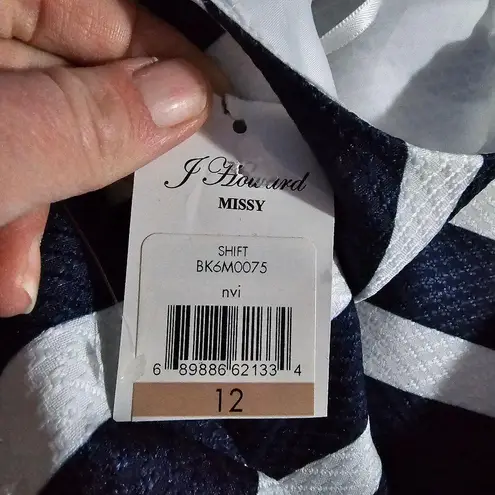 J Howard
MISSY
SHIFT
BK6M0075
nvi
6 89886 62133 4
12